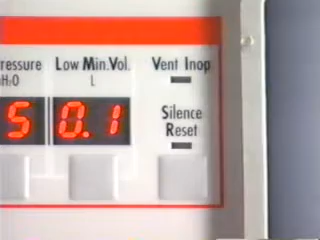 ressure Low Min.Vol. Vent Inop
H₂O L
5 0.1
Silence
Reset